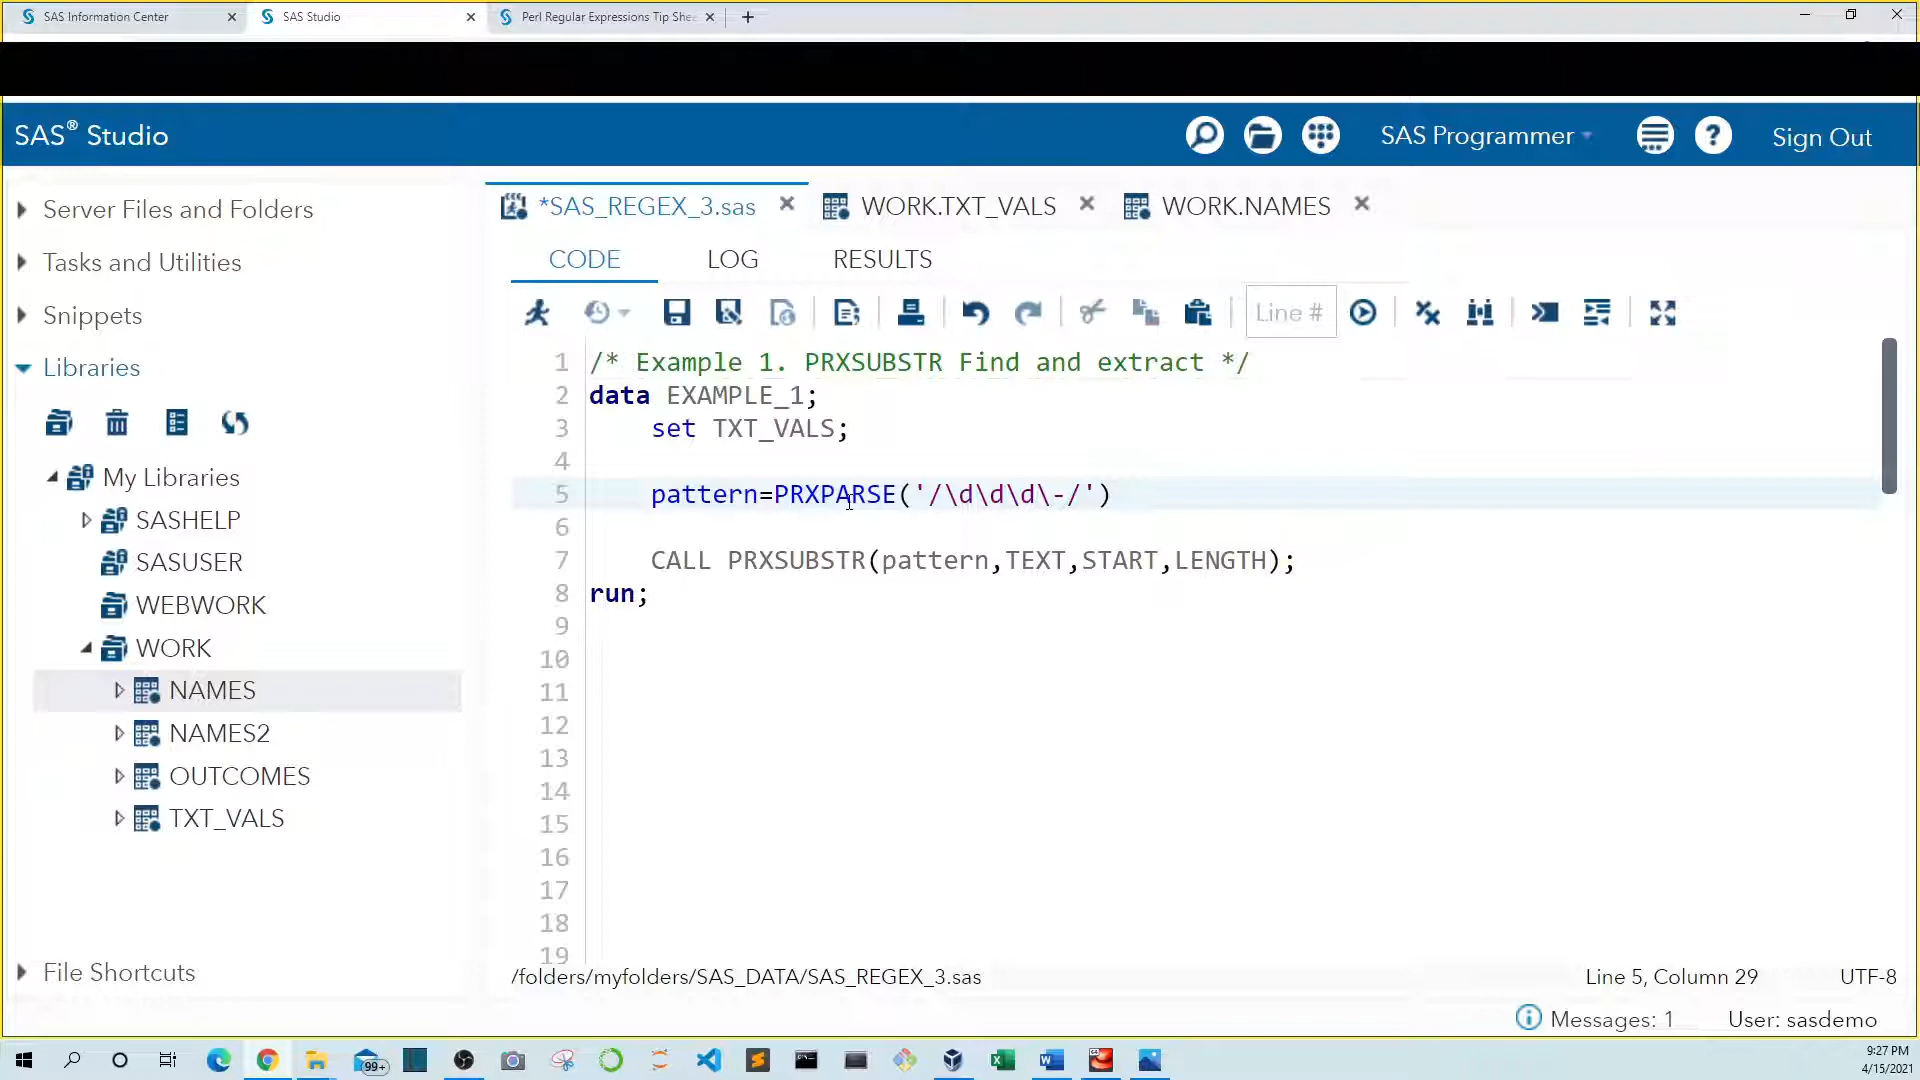 SAS Information Center
SAS Studio
Perl Regular Expressions Tip She
SAS® Studio
SAS Programmer
Sign Out
Server Files and Folders
Tasks and Utilities
Snippets
Libraries
My Libraries
SASHELP
SASUSER
WEBWORK
WORK
NAMES
NAMES2
OUTCOMES
TXT_VALS
File Shortcuts
*SAS_REGEX_3.sas
WORK.TXT_VALS
WORK.NAMES
CODE
LOG
RESULTS
Line #
1 /* Example 1. PRXSUBSTR Find and extract */
2 data EXAMPLE_1;
3 set TXT_VALS;
4
5 pattern=PRXPARSE('/\d\d\d\-/')
6
7 CALL PRXSUBSTR(pattern,TEXT,START,LENGTH);
8 run;
9
10
11
12
13
14
15
16
17
18
19
/folders/myfolders/SAS_DATA/SAS_REGEX_3.sas
Line 5, Column 29
UTF-8
Messages: 1
User: sasdemo
99+
9:27 PM
4/15/2021